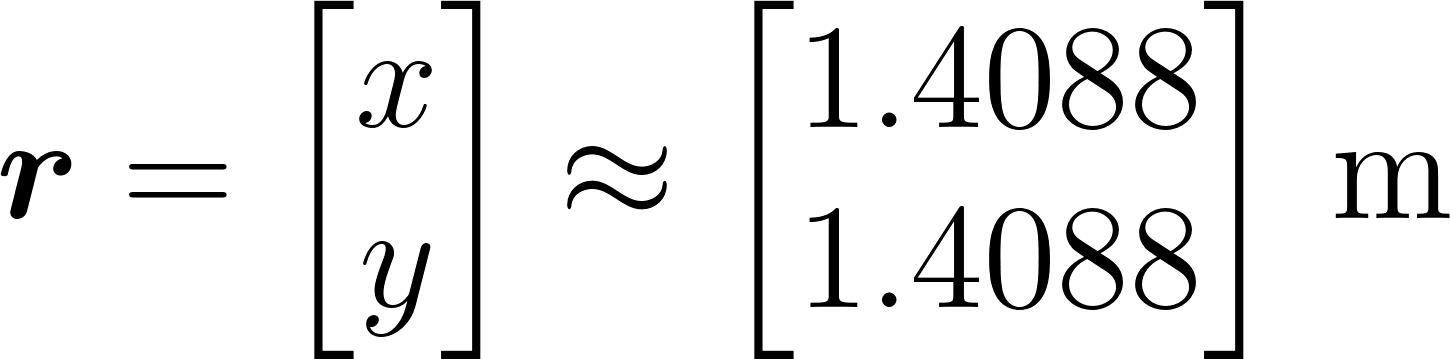 r = [x y] ≈ [1.4088 1.4088] m